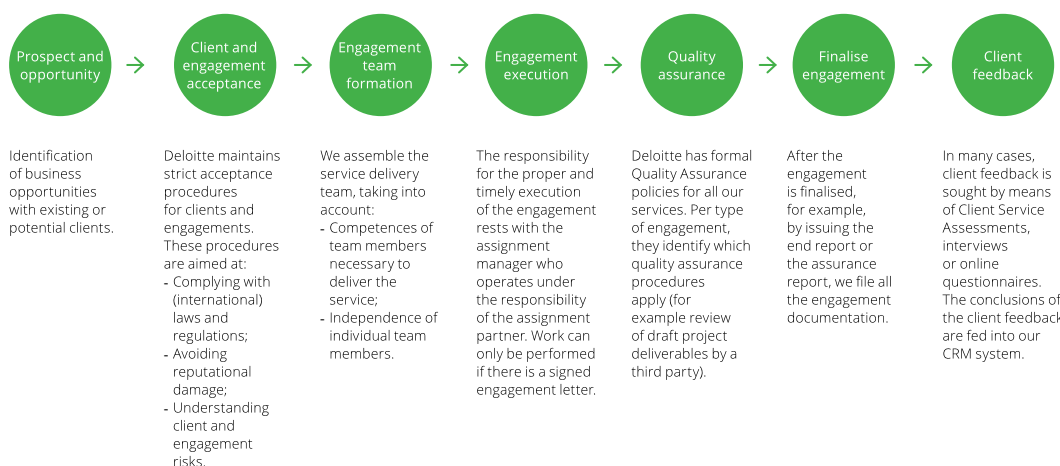 Prospect and
opportunity
Client and
engagement
acceptance
Engagement
team
formation
Engagement
execution
Quality
assurance
Finalise
engagement
Client
feedback
Identification
of business
opportunities
with existing or
potential clients.
Deloitte maintains
strict acceptance
procedures
for clients and
engagements.
These procedures
are aimed at:
- Complying with
(international)
laws and
regulations;
- Avoiding
reputational
damage;
- Understanding
client and
engagement
risks.
We assemble the
service delivery
team, taking into
account:
- Competences of
team members
necessary to
deliver the
service;
- Independence of
individual team
members.
The responsibility
for the proper and
timely execution
of the engagement
rests with the
assignment
manager who
operates under
the responsibility
of the assignment
partner. Work can
only be performed
if there is a signed
engagement letter.
Deloitte has formal
Quality Assurance
policies for all our
services. Per type
of engagement,
they identify which
quality assurance
procedures
apply (for
example review
of draft project
deliverables by a
third party).
After the
engagement
is finalised,
for example,
by issuing the
end report or
the assurance
report, we file all
the engagement
documentation.
In many cases,
client feedback is
sought by means
of Client Service
Assessments,
interviews
or online
questionnaires.
The conclusions of
the client feedback
are fed into our
CRM system.